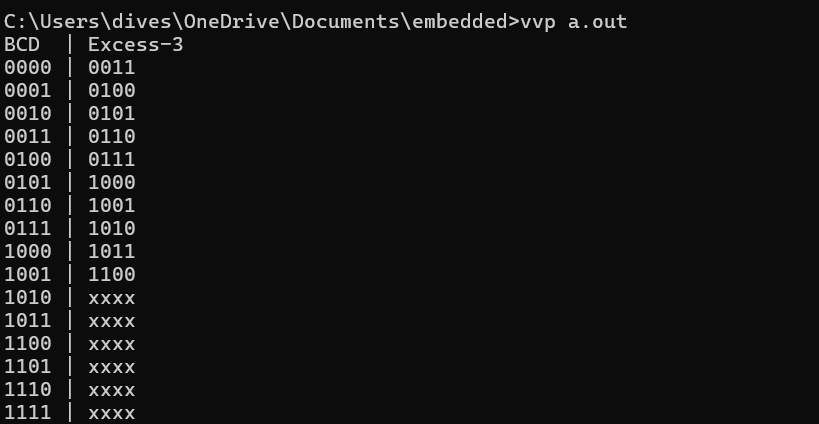 C:\Users\dives\OneDrive\Documents\embedded>vvp a.out
BCD  | Excess-3
0000 | 0011
0001 | 0100
0010 | 0101
0011 | 0110
0100 | 0111
0101 | 1000
0110 | 1001
0111 | 1010
1000 | 1011
1001 | 1100
1010 | xxxx
1011 | xxxx
1100 | xxxx
1101 | xxxx
1110 | xxxx
1111 | xxxx